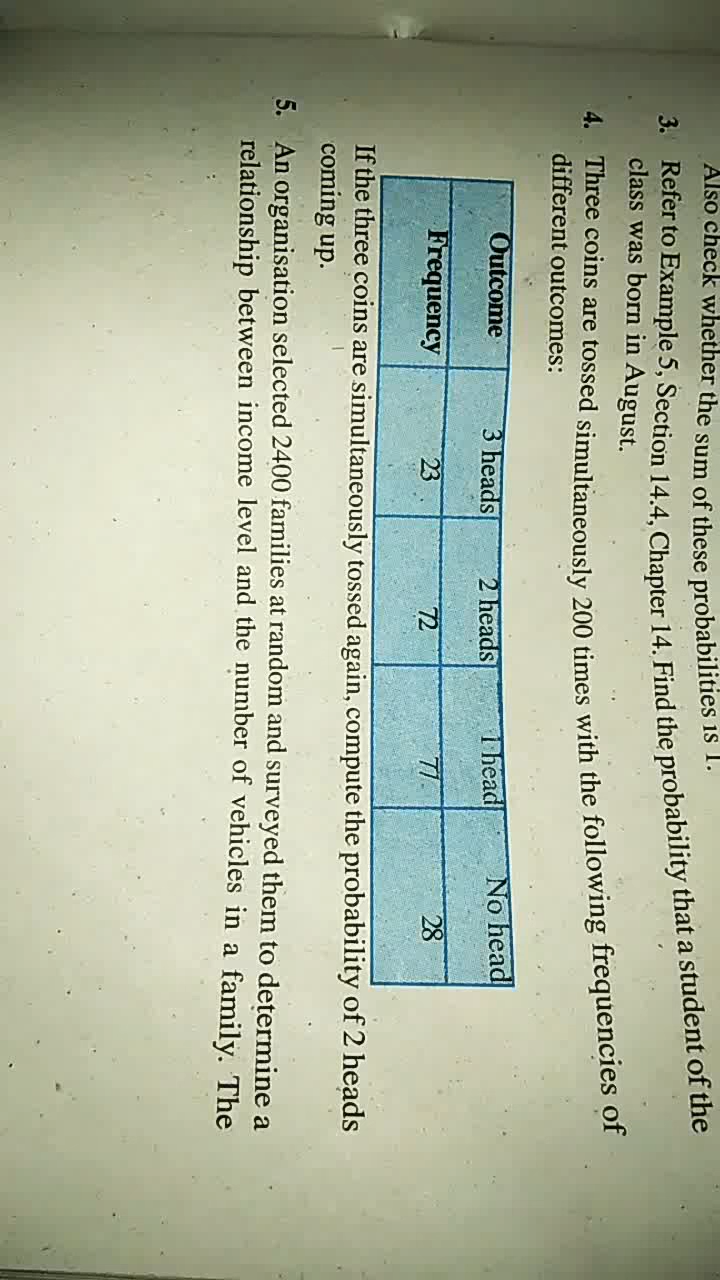 Also check whether the sum of these probabilities is 1.
3. Refer to Example 5, Section 14.4, Chapter 14. Find the probability that a student of the
class was born in August.
4. Three coins are tossed simultaneously 200 times with the following frequencies of
different outcomes:
Outcome 3 heads 2 heads 1 head No head
Frequency 23 72 77 28
If the three coins are simultaneously tossed again, compute the probability of 2 heads
coming up.
5. An organisation selected 2400 families at random and surveyed them to determine a
relationship between income level and the number of vehicles in a family. The